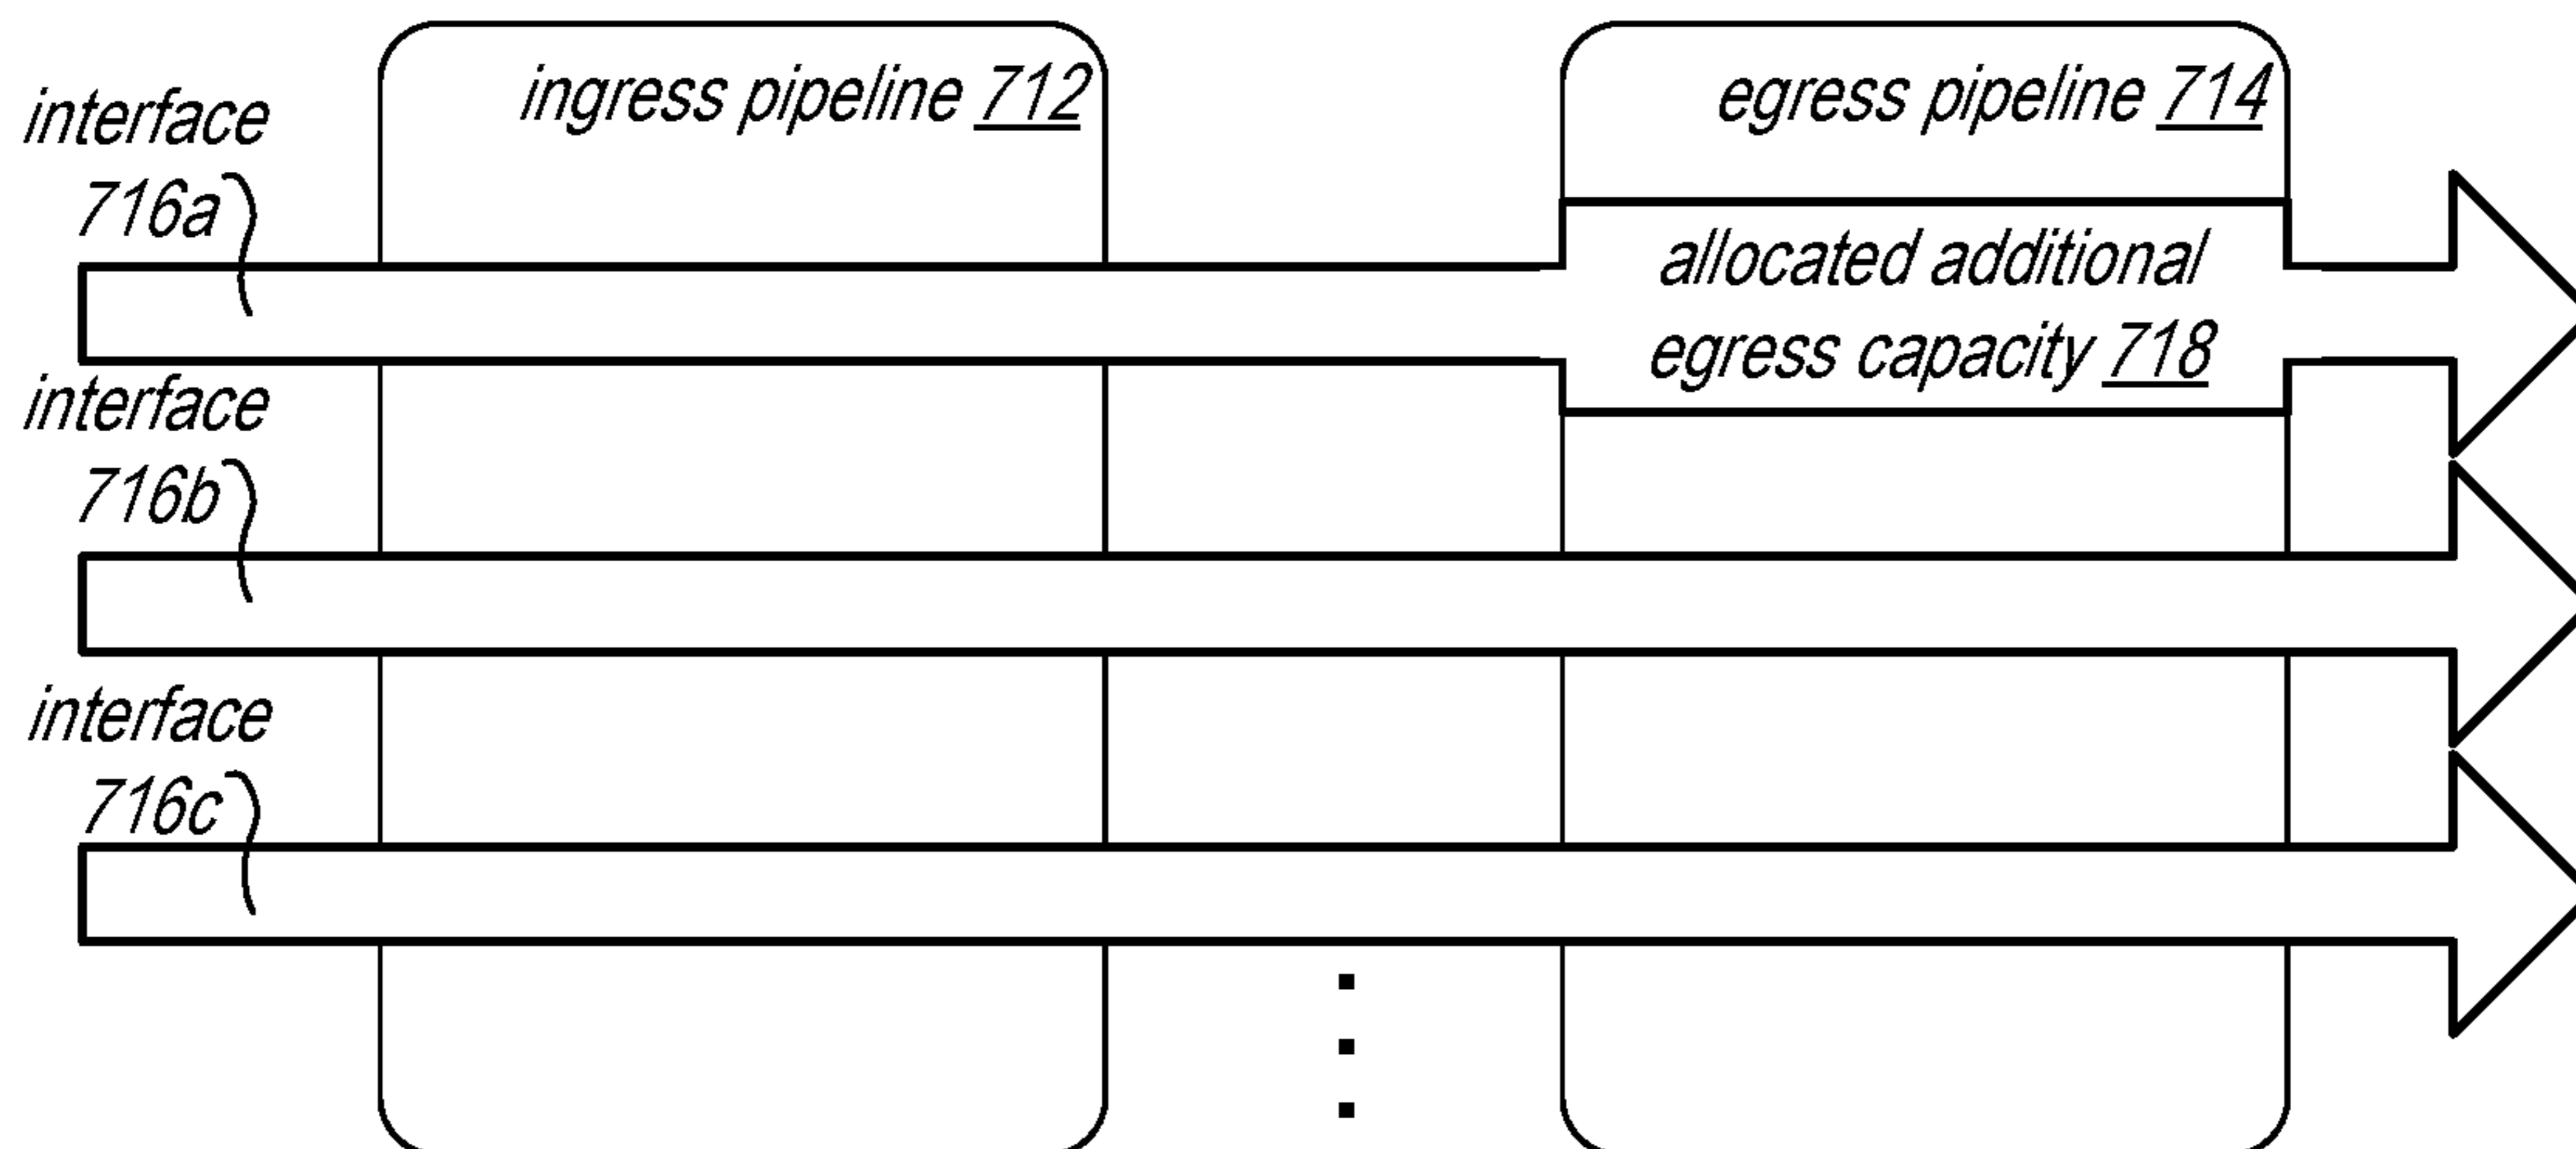 ingress pipeline 712
egress pipeline 714
interface
716a
allocated additional
egress capacity 718
interface
716b
interface
716c